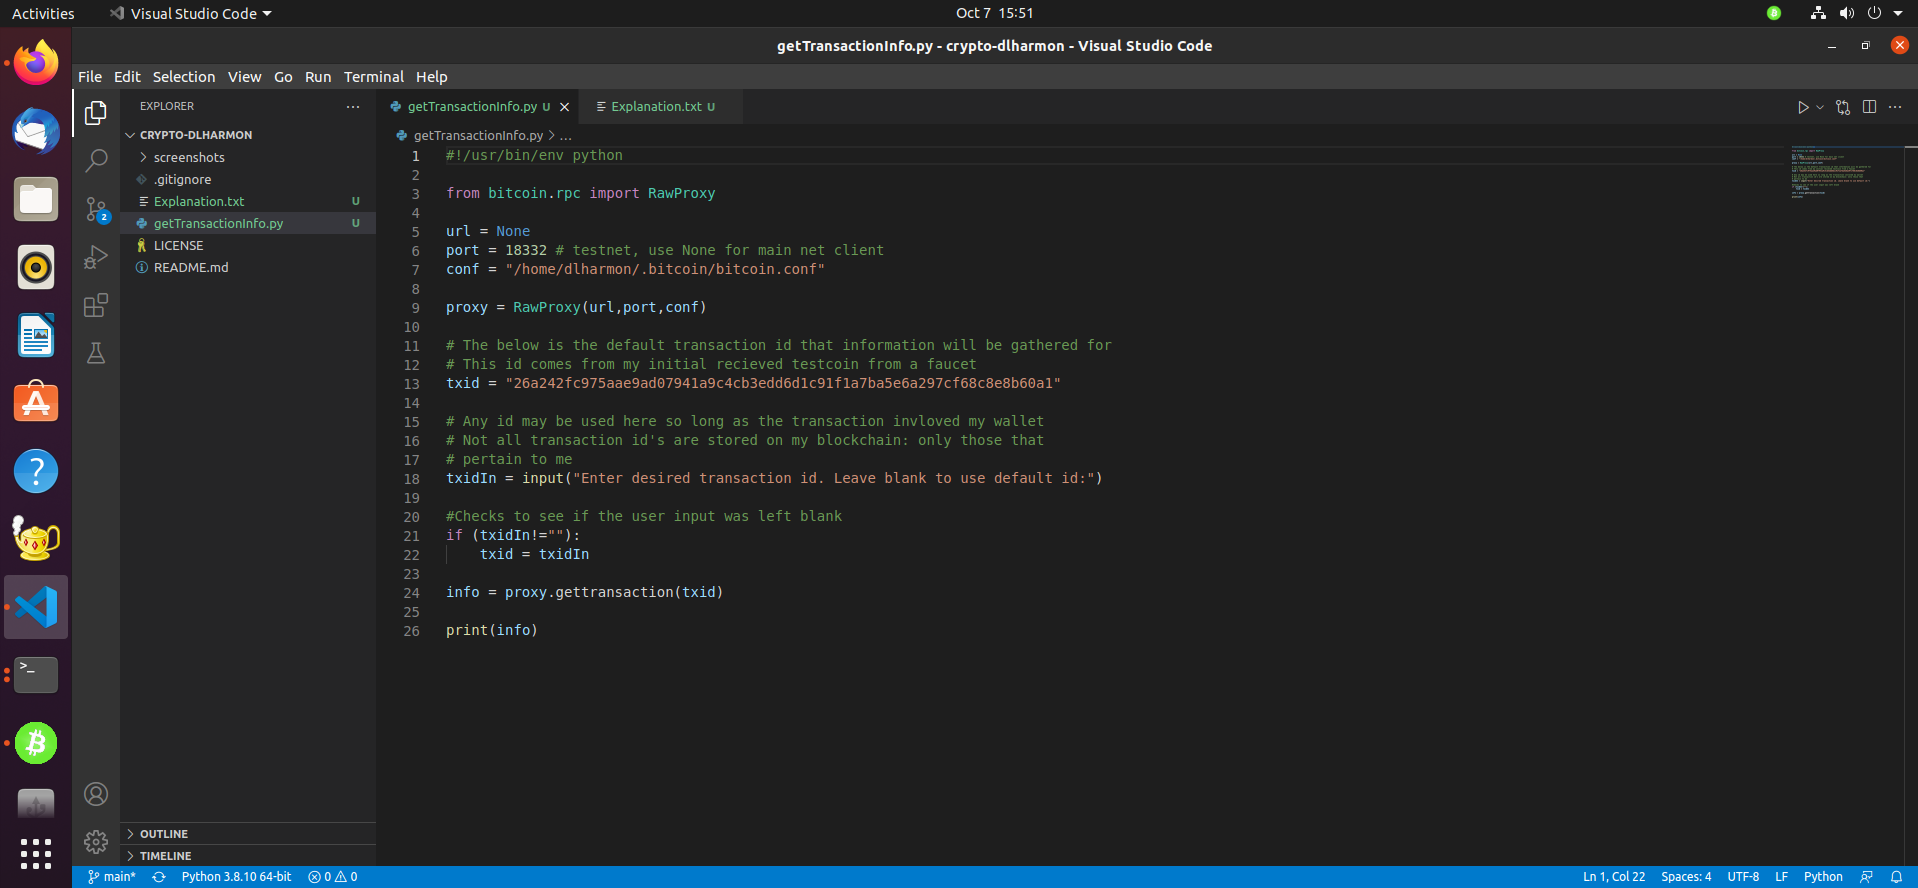 Activities
Visual Studio Code
Oct 7 15:51
getTransactionInfo.py - crypto-dlharmon - Visual Studio Code
File Edit Selection View Go Run Terminal Help
EXPLORER
CRYPTO-DLHARMON
screenshots
.gitignore
Explanation.txt U
getTransactionInfo.py U
LICENSE
README.md
2
OUTLINE
TIMELINE
getTransactionInfo.py U
Explanation.txt U
getTransactionInfo.py > ...
1 #!/usr/bin/env python
2
3 from bitcoin.rpc import RawProxy
4
5 url = None
6 port = 18332 # testnet, use None for main net client
7 conf = "/home/dlharmon/.bitcoin/bitcoin.conf"
8
9 proxy = RawProxy(url,port,conf)
10
11 # The below is the default transaction id that information will be gathered for
12 # This id comes from my initial recieved testcoin from a faucet
13 txid = "26a242fc975aae9ad07941a9c4cb3edd6d1c91f1a7ba5e6a297cf68c8e8b60a1"
14
15 # Any id may be used here so long as the transaction invloved my wallet
16 # Not all transaction id's are stored on my blockchain: only those that
17 # pertain to me
18 txidIn = input("Enter desired transaction id. Leave blank to use default id:")
19
20 #Checks to see if the user input was left blank
21 if (txidIn!=""):
22 txid = txidIn
23
24 info = proxy.gettransaction(txid)
25
26 print(info)
main* Python 3.8.10 64-bit 0 0
Ln 1, Col 22 Spaces: 4 UTF-8 LF Python